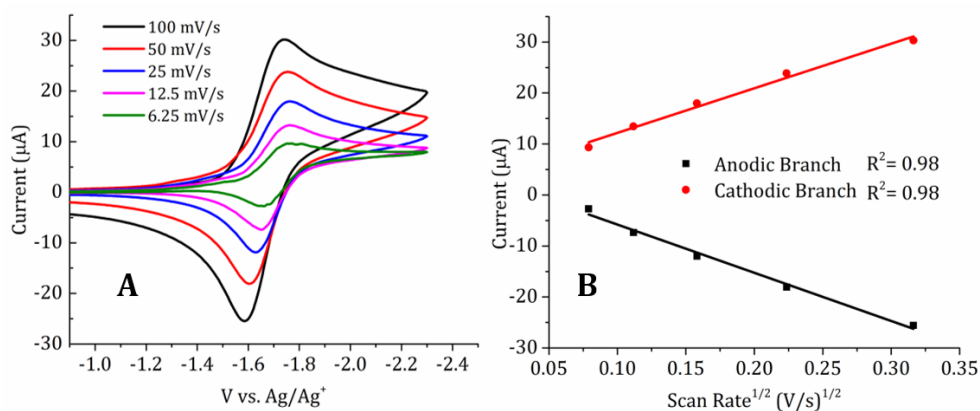 A
100 mV/s
50 mV/s
25 mV/s
12.5 mV/s
6.25 mV/s
Current (μA)
30
20
10
0
-10
-20
-30
-1.0
-1.2
-1.4
-1.6
-1.8
-2.0
-2.2
V vs. Ag/Ag⁺
A
B
Current (μA)
30
20
10
0
-10
-20
-30
0.05
0.10
0.15
0.20
0.25
0.30
0.35
Anodic Branch R²= 0.98
Cathodic Branch R²= 0.98
Scan Rate^1/2 (V/s)^1/2
B